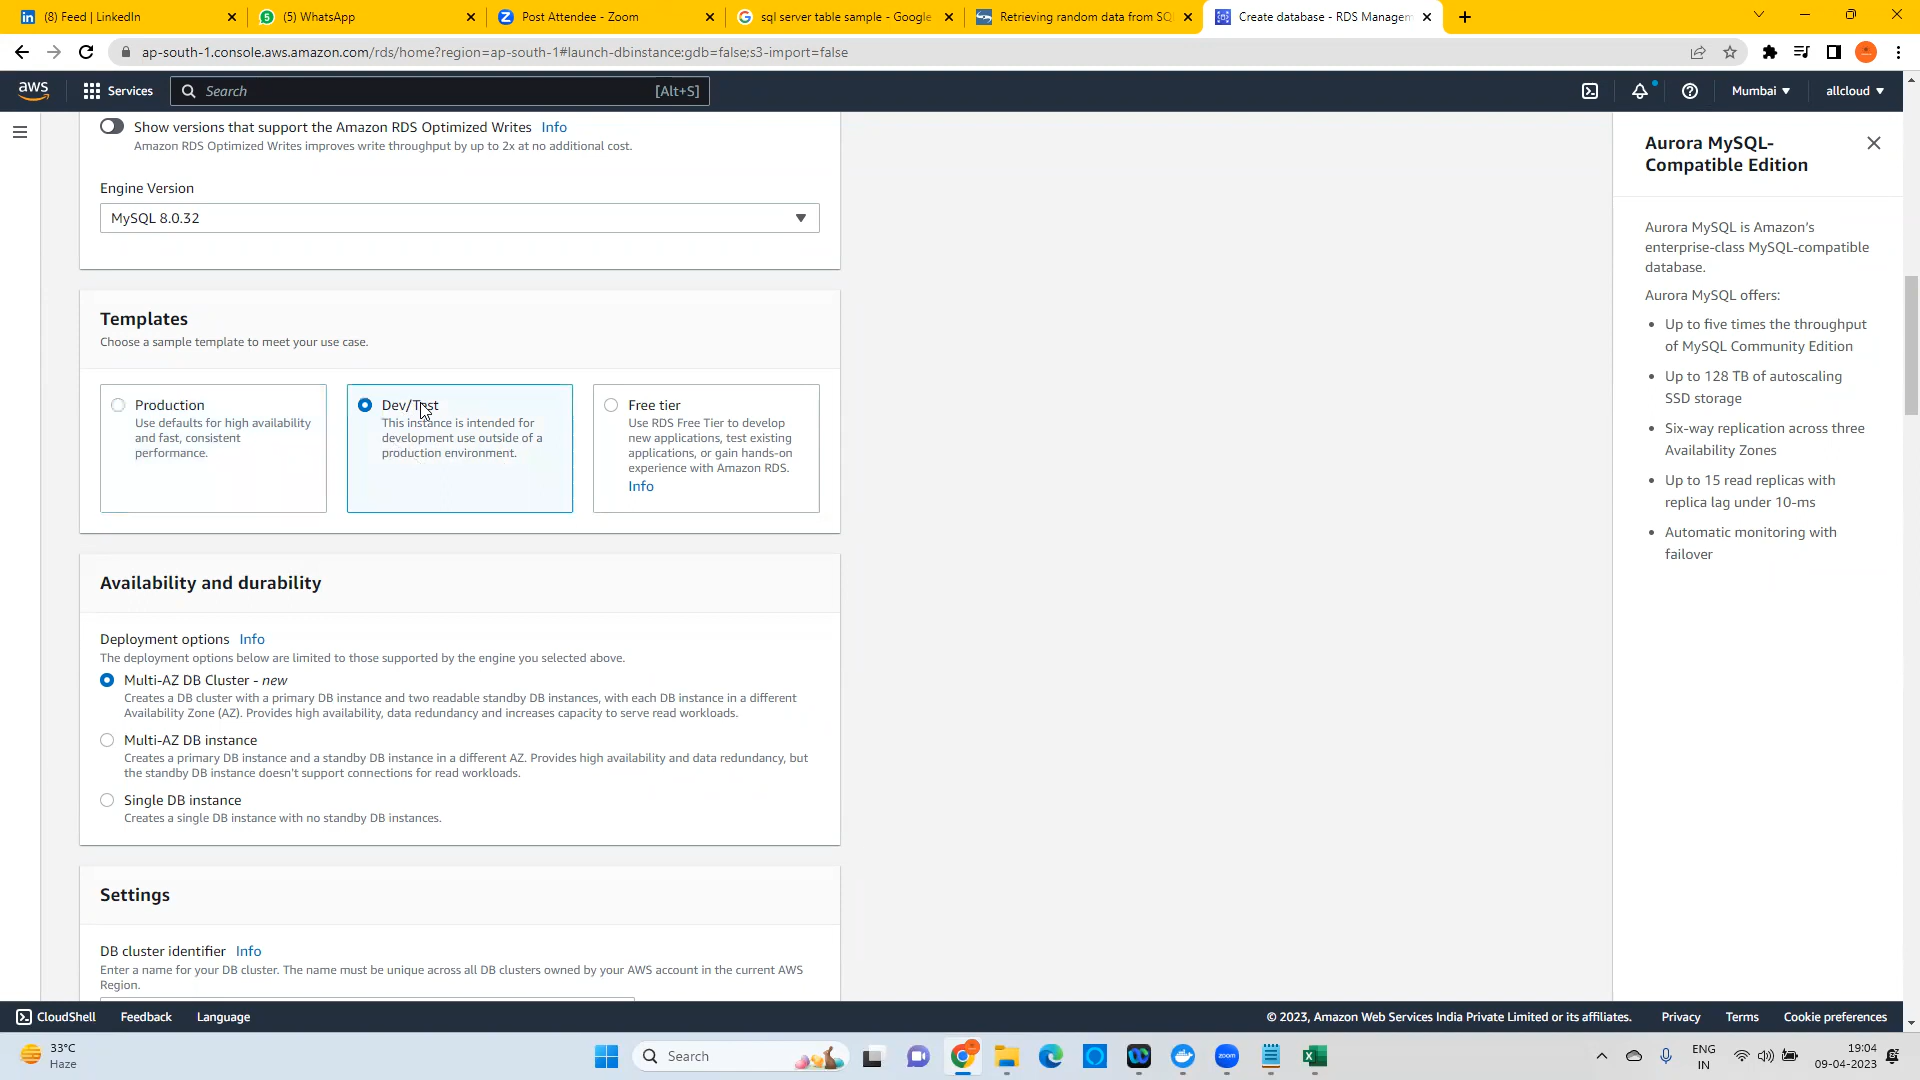 (8) Feed | LinkedIn
(5) WhatsApp
Post Attendee - Zoom
sql server table sample - Google
Retrieving random data from SQ
Create database - RDS Managem
ap-south-1.console.aws.amazon.com/rds/home?region=ap-south-1#launch-dbinstance:gdb=false;s3-import=false
aws
Services
Search
[Alt+S]
Mumbai
allcloud
Show versions that support the Amazon RDS Optimized Writes Info
Amazon RDS Optimized Writes improves write throughput by up to 2x at no additional cost.
Engine Version
MySQL 8.0.32
Templates
Choose a sample template to meet your use case.
Production
Use defaults for high availability
and fast, consistent
performance.
Dev/Test
This instance is intended for
development use outside of a
production environment.
Free tier
Use RDS Free Tier to develop
new applications, test existing
applications, or gain hands-on
experience with Amazon RDS.
Info
Availability and durability
Deployment options Info
The deployment options below are limited to those supported by the engine you selected above.
Multi-AZ DB Cluster - new
Creates a DB cluster with a primary DB instance and two readable standby DB instances, with each DB instance in a different
Availability Zone (AZ). Provides high availability, data redundancy and increases capacity to serve read workloads.
Multi-AZ DB instance
Creates a primary DB instance and a standby DB instance in a different AZ. Provides high availability and data redundancy, but
the standby DB instance doesn't support connections for read workloads.
Single DB instance
Creates a single DB instance with no standby DB instances.
Settings
DB cluster identifier Info
Enter a name for your DB cluster. The name must be unique across all DB clusters owned by your AWS account in the current AWS
Region.
Aurora MySQL-
Compatible Edition
Aurora MySQL is Amazon's
enterprise-class MySQL-compatible
database.
Aurora MySQL offers:
Up to five times the throughput
of MySQL Community Edition
Up to 128 TB of autoscaling
SSD storage
Six-way replication across three
Availability Zones
Up to 15 read replicas with
replica lag under 10-ms
Automatic monitoring with
failover
CloudShell
Feedback
Language
© 2023, Amazon Web Services India Private Limited or its affiliates.
Privacy
Terms
Cookie preferences
33°C
Haze
Search
zoom
ENG
IN
19:04
09-04-2023